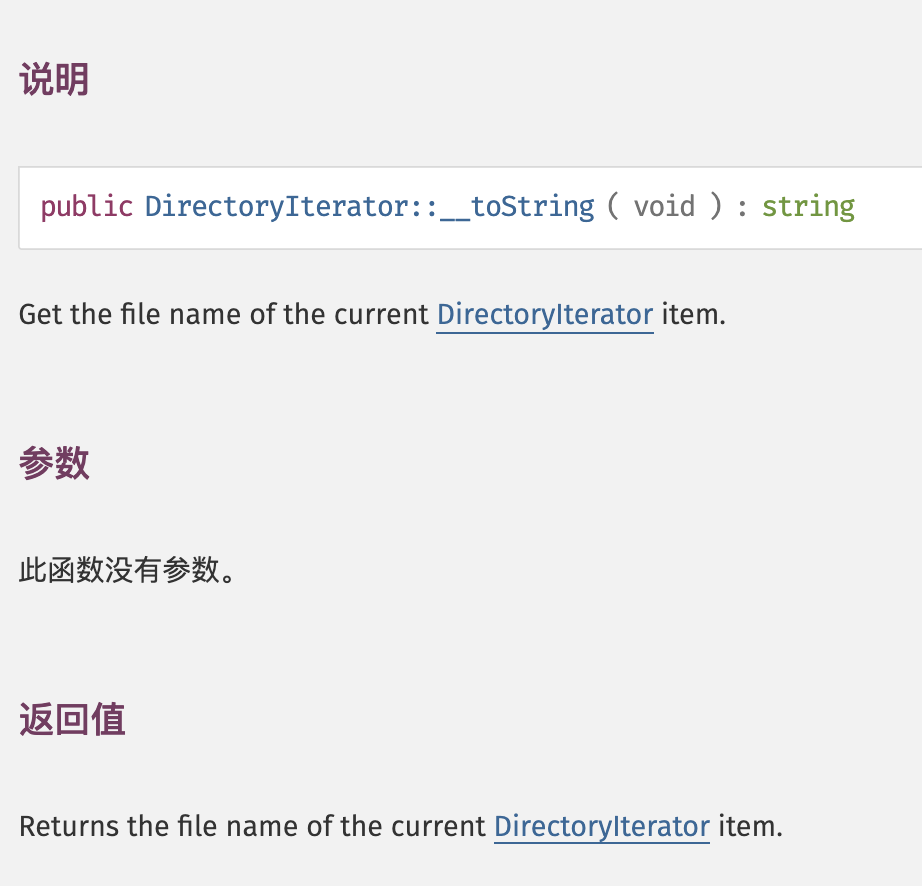 说明
public DirectoryIterator::__toString ( void ) : string
Get the file name of the current DirectoryIterator item.
参数
此函数没有参数。
返回值
Returns the file name of the current DirectoryIterator item.